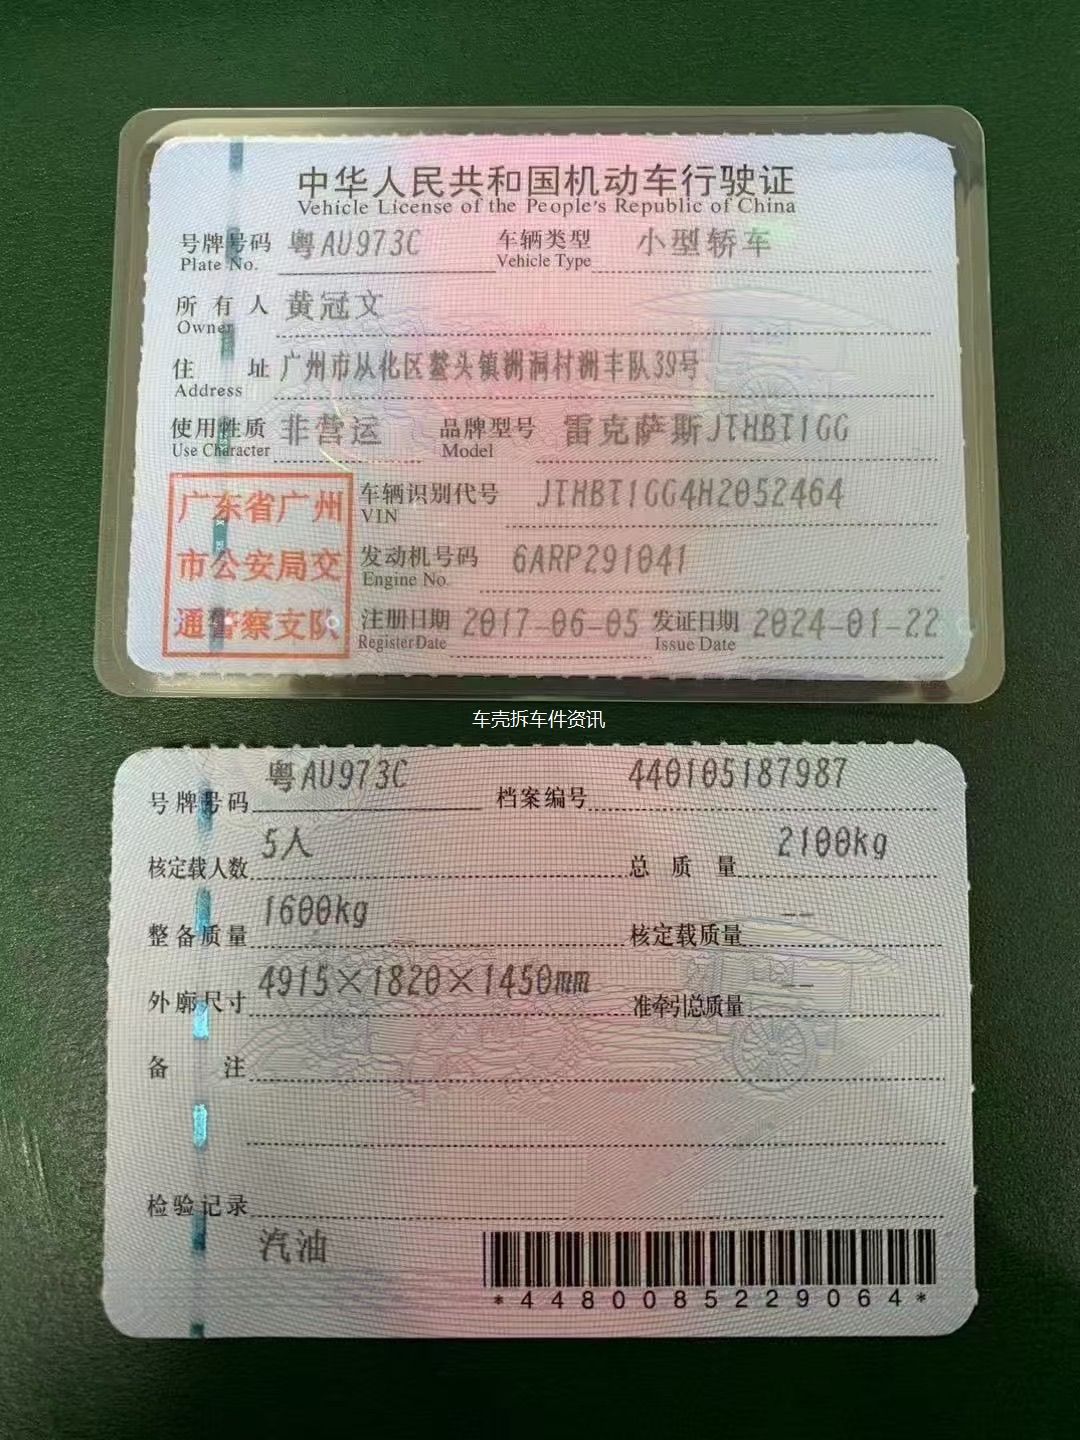 中华人民共和国机动车行驶证
Vehicle License of the People's Republic of China
号牌号码 粤AU973C 车辆类型 小型轿车
Plate No. Vehicle Type
所有人 黄冠文
Owner
住址 广州市从化区鳌头镇洲洞村洲丰队39号
Address
使用性质 非营运 品牌型号 雷克萨斯JTHBT1GG
Use Character Model
广东省广州 车辆识别代号 JTHBT1GG4H2052464
VIN
市公安局交 发动机号码 6ARP291041
Engine No.
通警察支队 注册日期 2017-06-05 发证日期 2024-01-22
Register Date Issue Date
车壳拆车件资讯
号牌号码 粤AU973C 档案编号 440105187987
核定载人数 5人 总质量 2100kg
整备质量 1600kg 核定载质量 --
外廓尺寸 4915×1820×1450mm 准牵引总质量 --
备注
检验记录
汽油
*4480085229064*